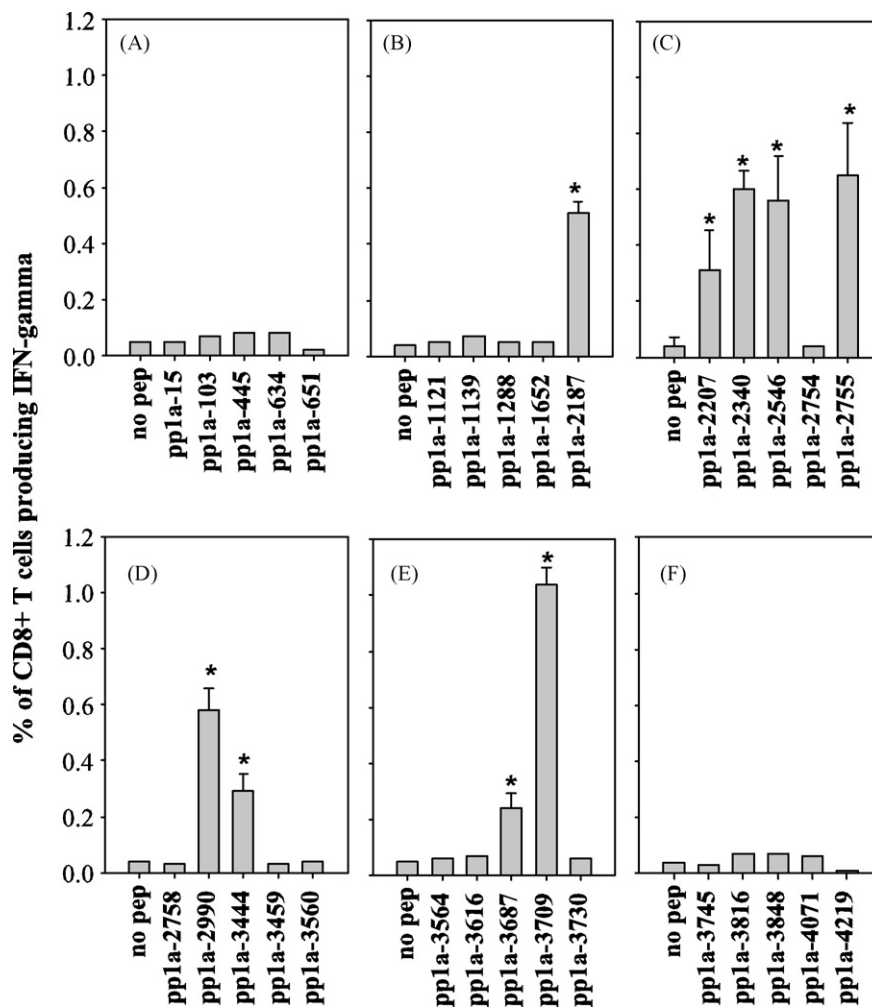 % of CD8+ T cells producing IFN-gamma
(A)
1.2
1.0
0.8
0.6
0.4
0.2
0.0
no pep
pp1a-15
pp1a-103
pp1a-445
pp1a-634
pp1a-651
(B)
*
no pep
pp1a-1121
pp1a-1139
pp1a-1288
pp1a-1652
pp1a-2187
(C)
*
*
*
*
no pep
pp1a-2207
pp1a-2340
pp1a-2546
pp1a-2754
pp1a-2755
(D)
1.2
1.0
0.8
0.6
0.4
0.2
0.0
*
*
no pep
pp1a-2758
pp1a-2990
pp1a-3444
pp1a-3459
pp1a-3560
(E)
*
*
no pep
pp1a-3564
pp1a-3616
pp1a-3687
pp1a-3709
pp1a-3730
(F)
no pep
pp1a-3745
pp1a-3816
pp1a-3848
pp1a-4071
pp1a-4219